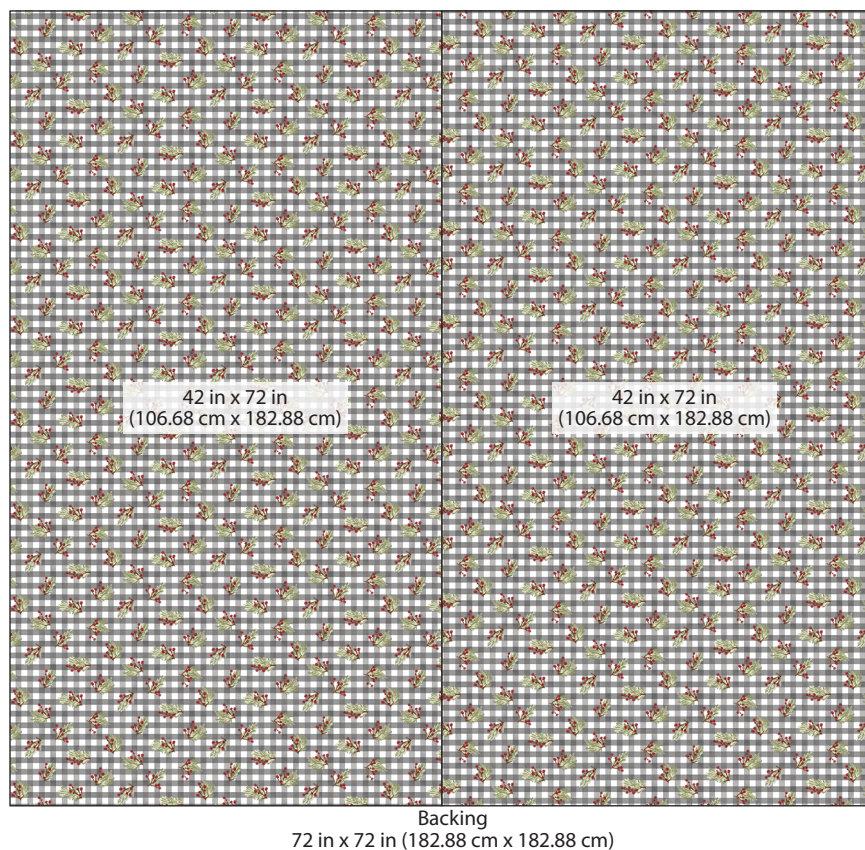 42 in x 72 in
(106.68 cm x 182.88 cm)
42 in x 72 in
(106.68 cm x 182.88 cm)
Backing
72 in x 72 in (182.88 cm x 182.88 cm)